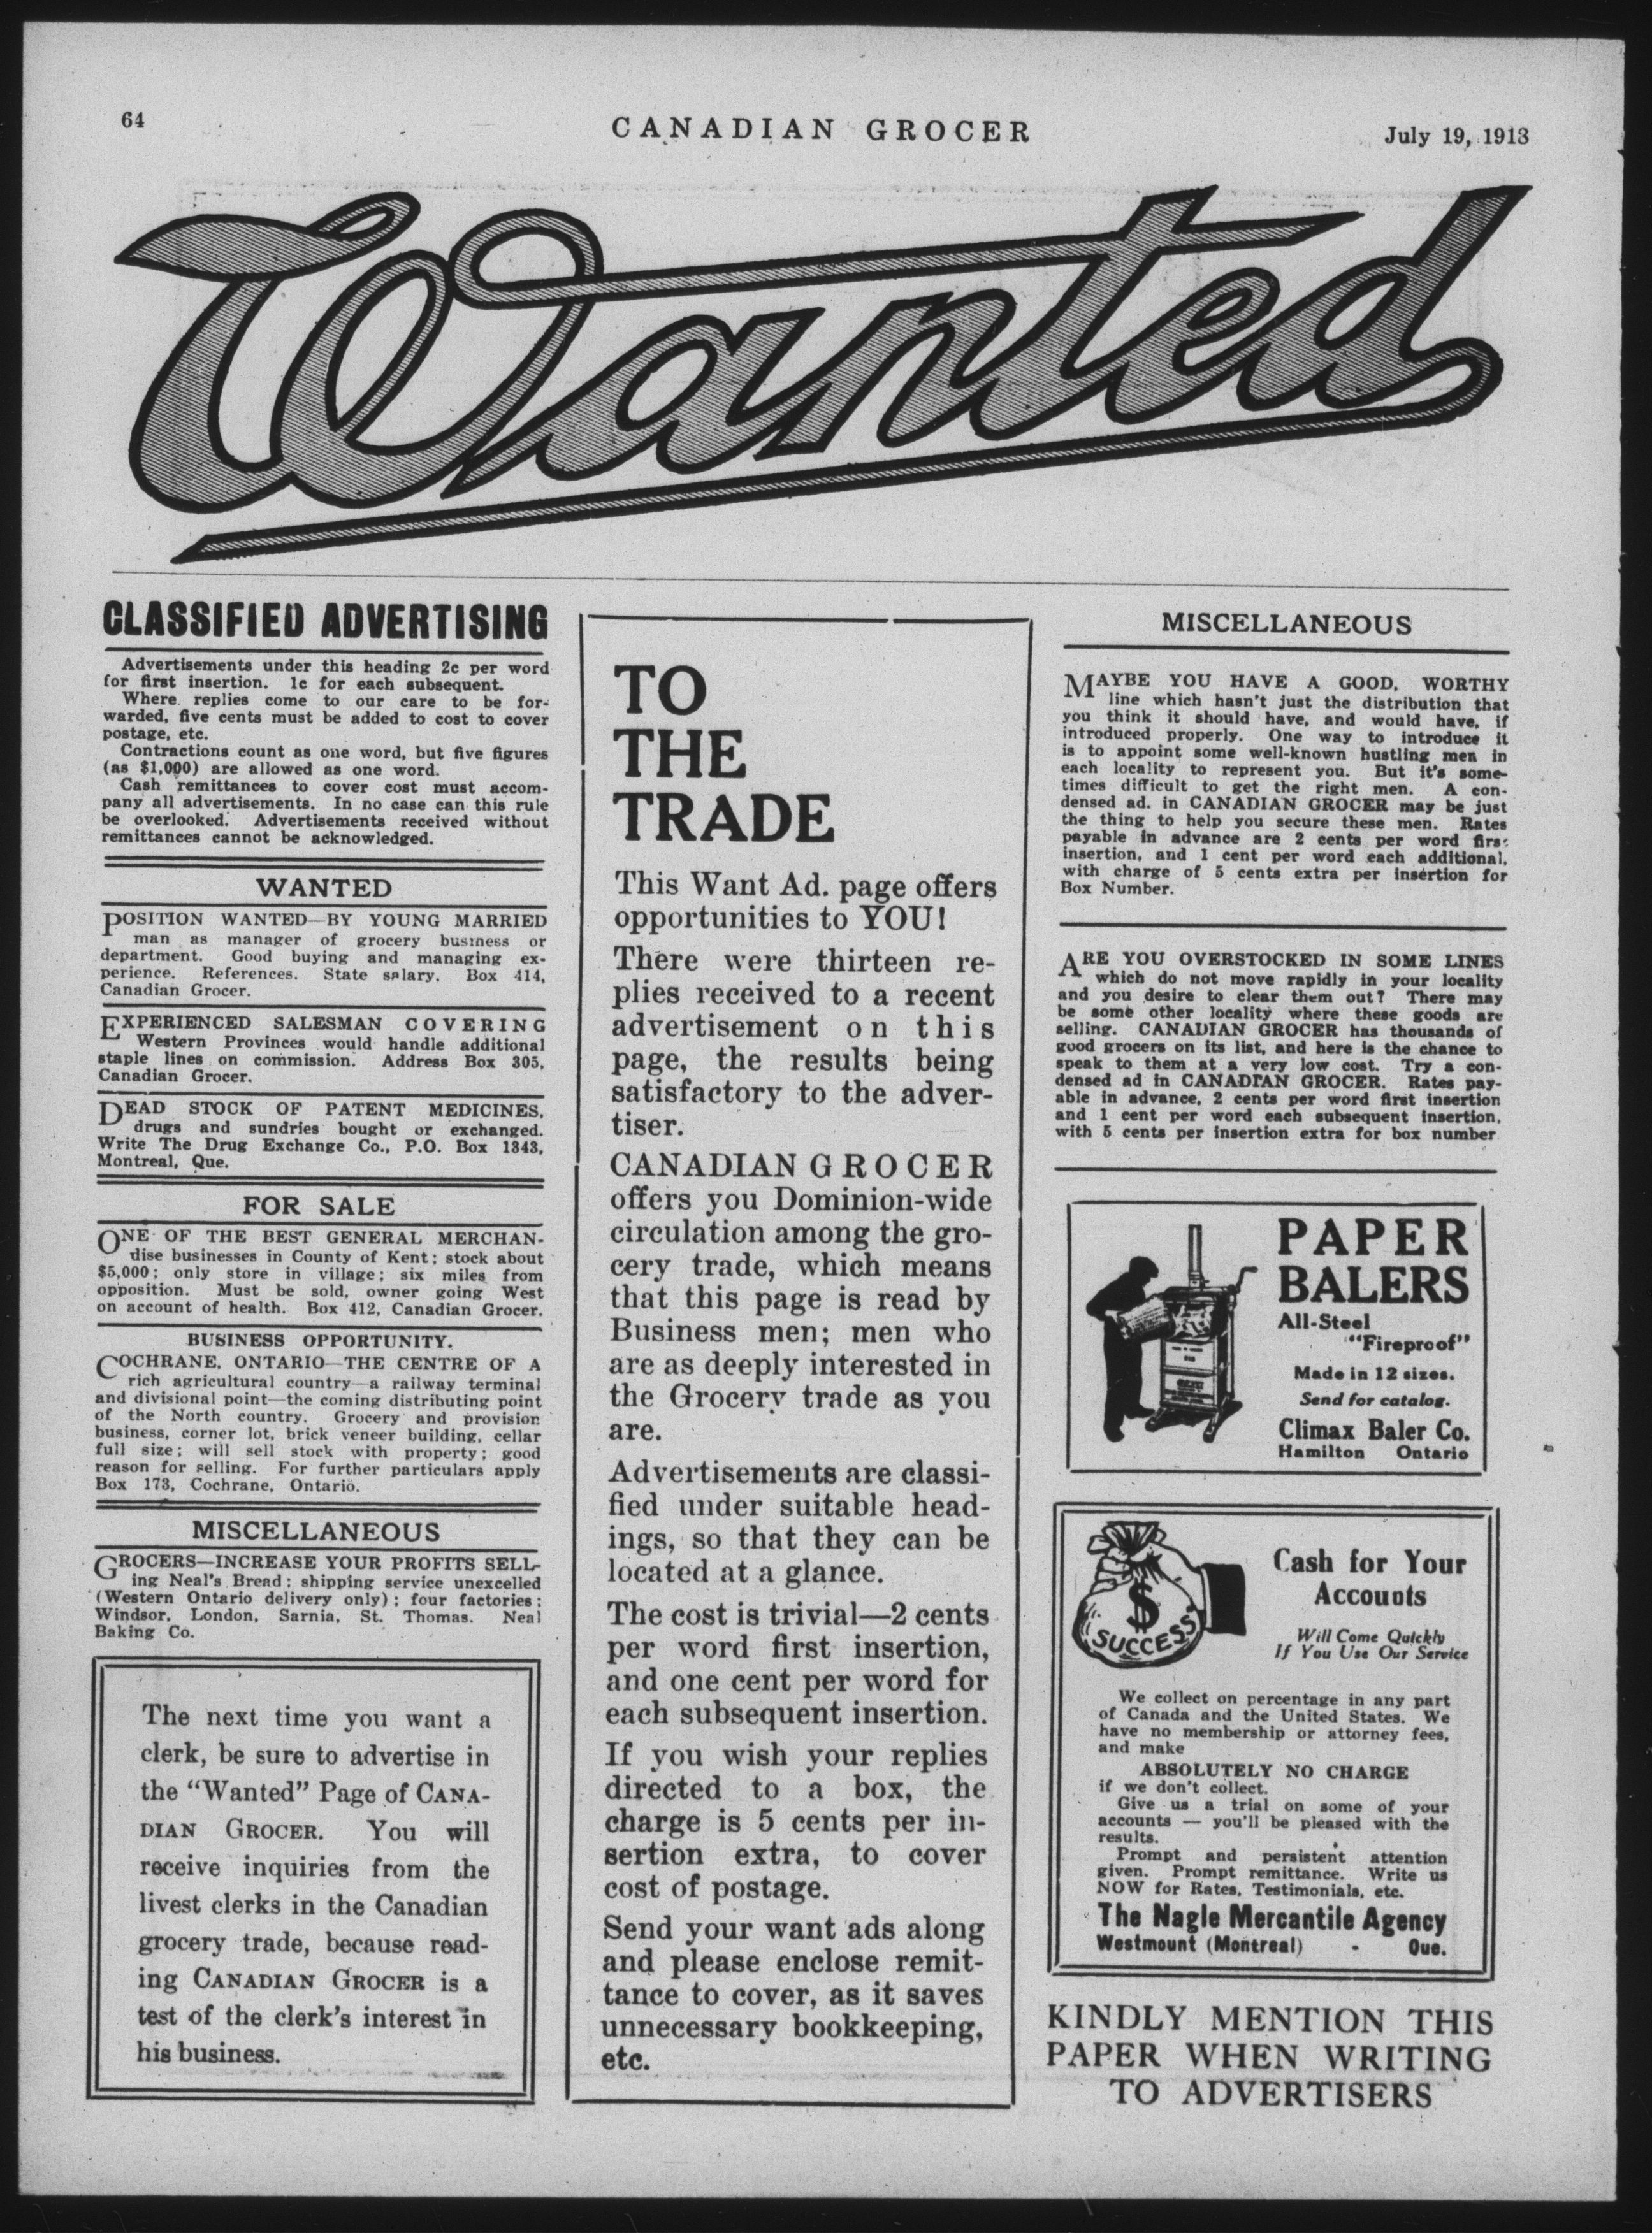 64
CANADIAN GROCER
July 19, 1918
Wanted
CLASSIFIED ADVERTISING
Advertisements under this heading 2c per word
for first insertion. 1c for each subsequent.
Where replies come to our care to be for-
warded, five cents must be added to cost to cover
postage, etc.
Contractions count as one word, but five figures
(as $1,000) are allowed as one word.
Cash remittances to cover cost must accom-
pany all advertisements. In no case can this rule
be overlooked. Advertisements received without
remittances cannot be acknowledged.
WANTED
POSITION WANTED—BY YOUNG MARRIED
man as manager of grocery business or
department. Good buying and managing ex-
perience. References. State salary. Box 414,
Canadian Grocer.
EXPERIENCED SALESMAN COVERING
Western Provinces would handle additional
staple lines on commission. Address Box 305,
Canadian Grocer.
DEAD STOCK OF PATENT MEDICINES,
drugs and sundries bought or exchanged.
Write The Drug Exchange Co., P.O. Box 1343,
Montreal, Que.
FOR SALE
ONE OF THE BEST GENERAL MERCHAN-
dise businesses in County of Kent; stock about
$5,000; only store in village; six miles from
opposition. Must be sold, owner going West
on account of health. Box 412, Canadian Grocer.
BUSINESS OPPORTUNITY.
COCHRANE, ONTARIO—THE CENTRE OF A
rich agricultural country—a railway terminal
and divisional point—the coming distributing point
of the North country. Grocery and provision
business, corner lot, brick veneer building, cellar
full size; will sell stock with property; good
reason for selling. For further particulars apply
Box 173, Cochrane, Ontario.
MISCELLANEOUS
GROCERS—INCREASE YOUR PROFITS SELL-
ing Neal's Bread; shipping service unexcelled
(Western Ontario delivery only); four factories:
Windsor, London, Sarnia, St. Thomas. Neal
Baking Co.
The next time you want a
clerk, be sure to advertise in
the "Wanted" Page of CANA-
DIAN GROCER. You will
receive inquiries from the
livest clerks in the Canadian
grocery trade, because read-
ing CANADIAN GROCER is a
test of the clerk's interest in
his business.
TO
THE
TRADE
This Want Ad. page offers
opportunities to YOU!
There were thirteen re-
plies received to a recent
advertisement on this
page, the results being
satisfactory to the adver-
tiser.
CANADIAN GROCER
offers you Dominion-wide
circulation among the gro-
cery trade, which means
that this page is read by
Business men; men who
are as deeply interested in
the Grocery trade as you
are.
Advertisements are classi-
fied under suitable head-
ings, so that they can be
located at a glance.
The cost is trivial—2 cents
per word first insertion,
and one cent per word for
each subsequent insertion.
If you wish your replies
directed to a box, the
charge is 5 cents per in-
sertion extra, to cover
cost of postage.
Send your want ads along
and please enclose remit-
tance to cover, as it saves
unnecessary bookkeeping,
etc.
MISCELLANEOUS
MAYBE YOU HAVE A GOOD, WORTHY
line which hasn't just the distribution that
you think it should have, and would have, if
introduced properly. One way to introduce it
is to appoint some well-known hustling men in
each locality to represent you. But it's some-
times difficult to get the right men. A con-
densed ad. in CANADIAN GROCER may be just
the thing to help you secure these men. Rates
payable in advance are 2 cents per word first
insertion, and 1 cent per word each additional,
with charge of 5 cents extra per insertion for
Box Number.
ARE YOU OVERSTOCKED IN SOME LINES
which do not move rapidly in your locality
and you desire to clear them out? There may
be some other locality where these goods are
selling. CANADIAN GROCER has thousands of
good grocers on its list, and here is the chance to
speak to them at a very low cost. Try a con-
densed ad in CANADIAN GROCER. Rates pay-
able in advance, 2 cents per word first insertion
and 1 cent per word each subsequent insertion,
with 5 cents per insertion extra for box number
PAPER
BALERS
All-Steel
"Fireproof"
Made in 12 sizes.
Send for catalog.
Climax Baler Co.
Hamilton Ontario
$
SUCCESS
Cash for Your
Accounts
Will Come Quickly
If You Use Our Service
We collect on percentage in any part
of Canada and the United States. We
have no membership or attorney fees,
and make
ABSOLUTELY NO CHARGE
if we don't collect.
Give us a trial on some of your
accounts — you'll be pleased with the
results.
Prompt and persistent attention
given. Prompt remittance. Write us
NOW for Rates, Testimonials, etc.
The Nagle Mercantile Agency
Westmount (Montreal) - Que.
KINDLY MENTION THIS
PAPER WHEN WRITING
TO ADVERTISERS